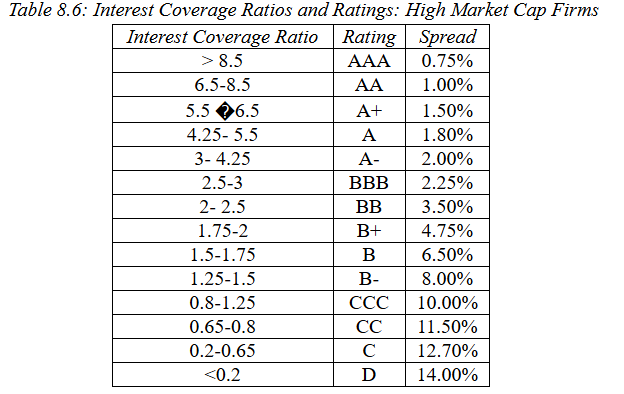 Table 8.6: Interest Coverage Ratios and Ratings: High Market Cap Firms
Interest Coverage Ratio Rating Spread
> 8.5 AAA 0.75%
6.5-8.5 AA 1.00%
5.5 �6.5 A+ 1.50%
4.25- 5.5 A 1.80%
3- 4.25 A- 2.00%
2.5-3 BBB 2.25%
2- 2.5 BB 3.50%
1.75-2 B+ 4.75%
1.5-1.75 B 6.50%
1.25-1.5 B- 8.00%
0.8-1.25 CCC 10.00%
0.65-0.8 CC 11.50%
0.2-0.65 C 12.70%
<0.2 D 14.00%